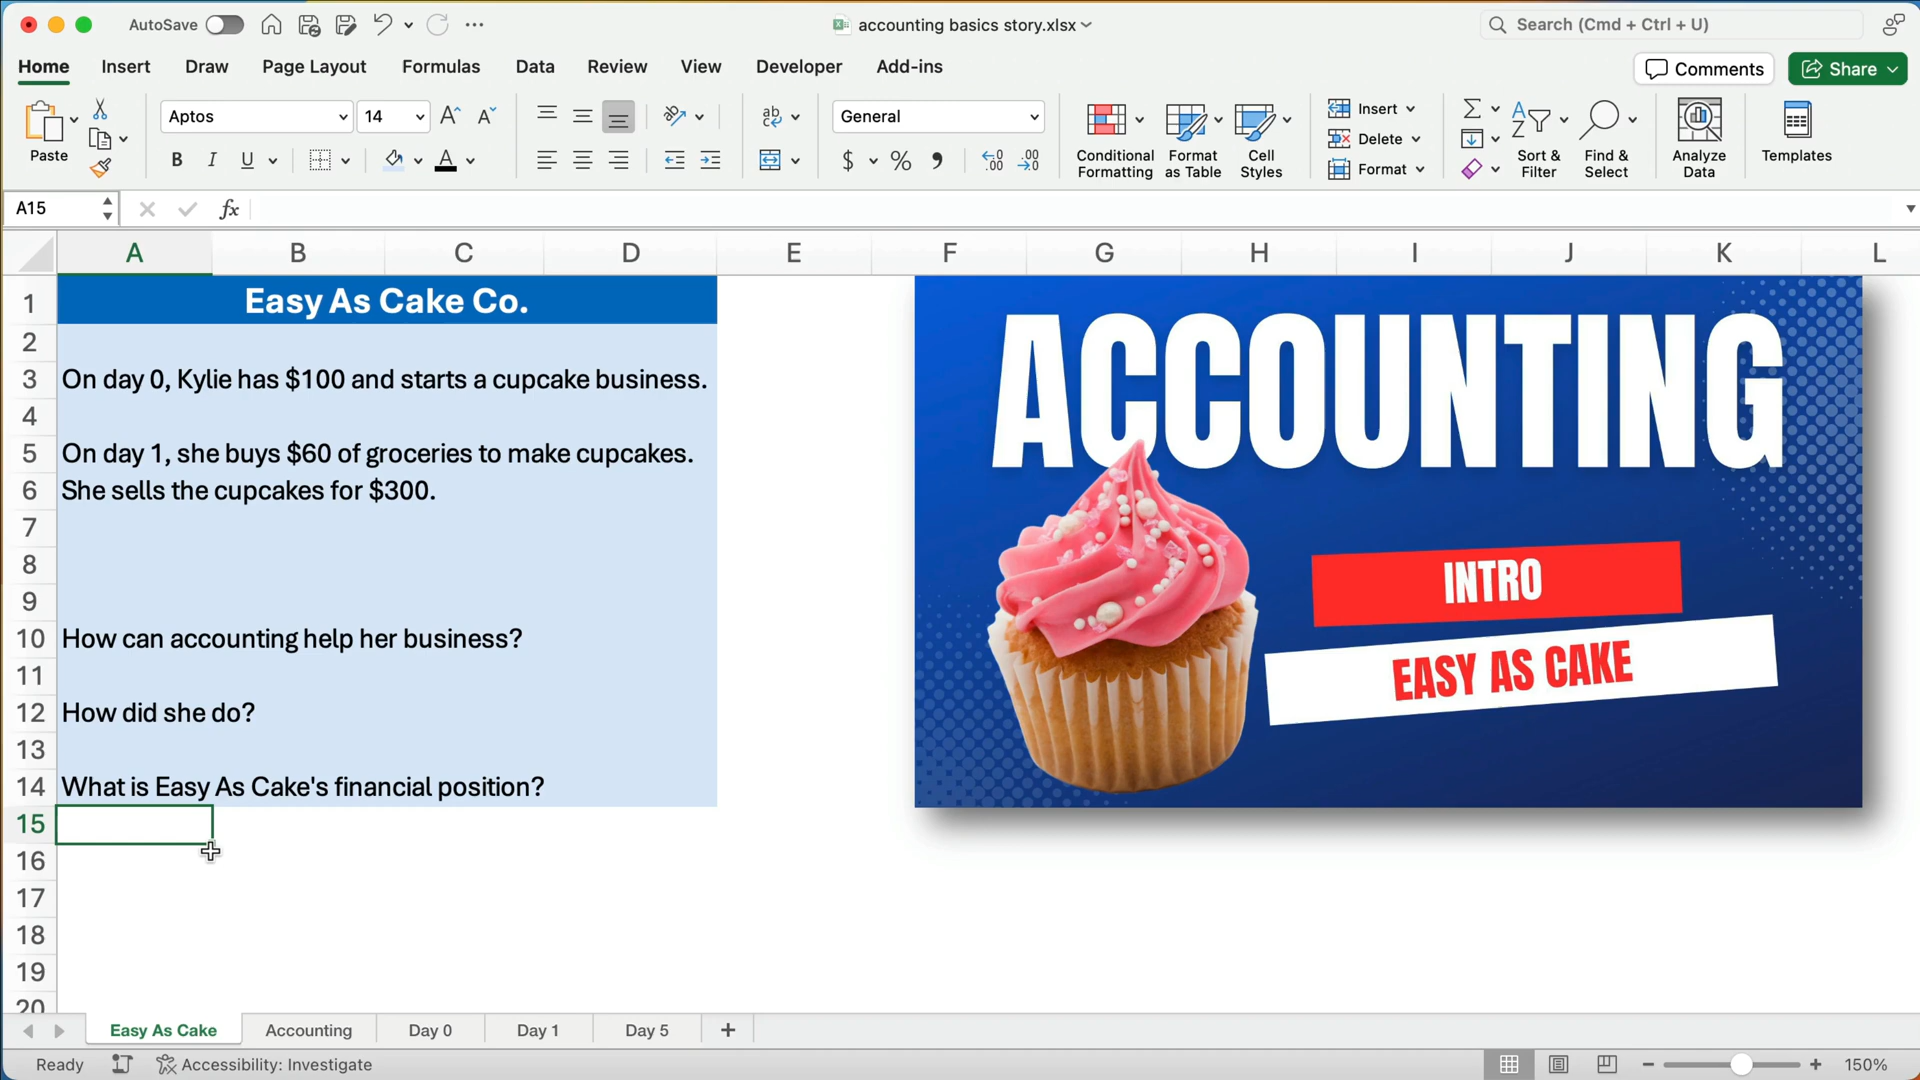 AutoSave
accounting basics story.xlsx
Search (Cmd + Ctrl + U)
Home
Insert
Draw
Page Layout
Formulas
Data
Review
View
Developer
Add-ins
Comments
Share
Paste
Aptos
14
General
Conditional Formatting
Format as Table
Cell Styles
Insert
Delete
Format
Sort & Filter
Find & Select
Analyze Data
Templates
A15
fx
A B C D E F G H I J K L
1 Easy As Cake Co.
2
3 On day 0, Kylie has $100 and starts a cupcake business.
4
5 On day 1, she buys $60 of groceries to make cupcakes.
6 She sells the cupcakes for $300.
7
8
9
10 How can accounting help her business?
11
12 How did she do?
13
14 What is Easy As Cake's financial position?
15
16
17
18
19
20
ACCOUNTING
INTRO
EASY AS CAKE
Easy As Cake
Accounting
Day 0
Day 1
Day 5
Ready
Accessibility: Investigate
150%